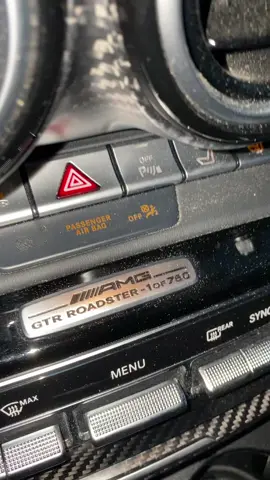 OFF
PASSENGER
AIR BAG
OFF
AMG
GTR ROADSTER - 1 OF 750
MENU
REAR
SYNC
MAX